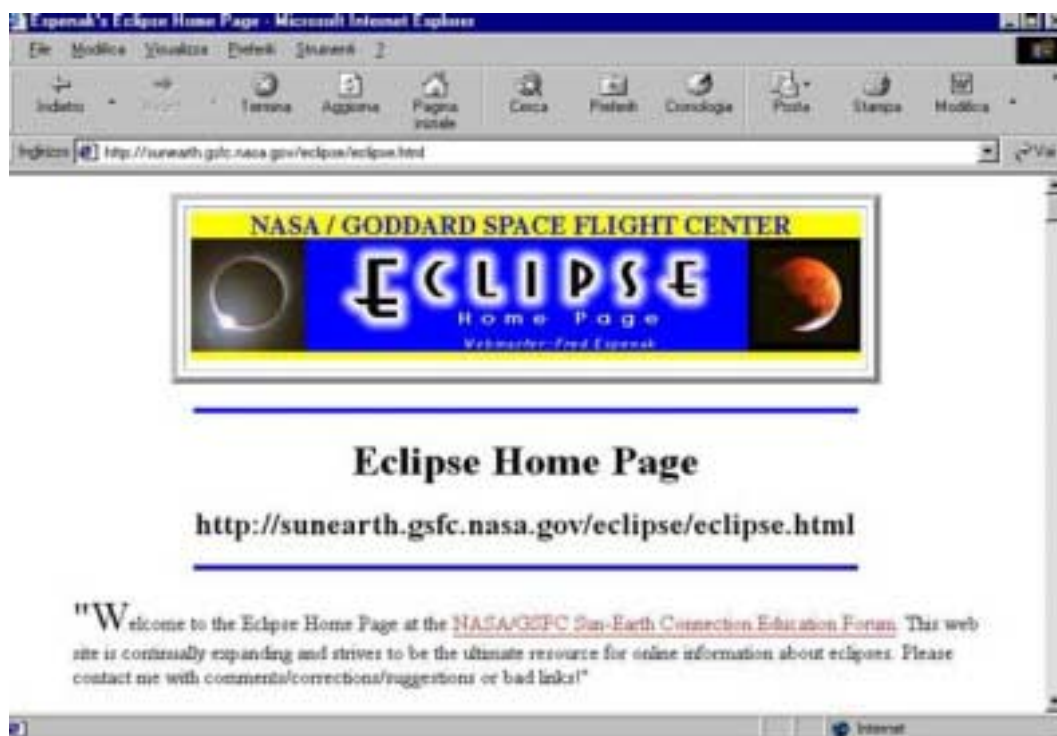 Espenak's Eclipse Home Page - Microsoft Internet Explorer
File Modifica Visualizza Preferiti Strumenti ?
Indietro Termina Aggiorna Pagina iniziale Cerca Preferiti Cronologia Posta Stampa Modifica
Indirizzo http://sunearth.gsfc.nasa.gov/eclipse/eclipse.html Vai
NASA / GODDARD SPACE FLIGHT CENTER
ECLIPSE
Home Page
Webmaster: Fred Espenak
Eclipse Home Page
http://sunearth.gsfc.nasa.gov/eclipse/eclipse.html
"Welcome to the Eclipse Home Page at the NASA/GSFC Sun-Earth Connection Education Forum. This web
site is continually expanding and strives to be the ultimate resource for online information about eclipses. Please
contact me with comments/corrections/suggestions or bad links!"
Internet